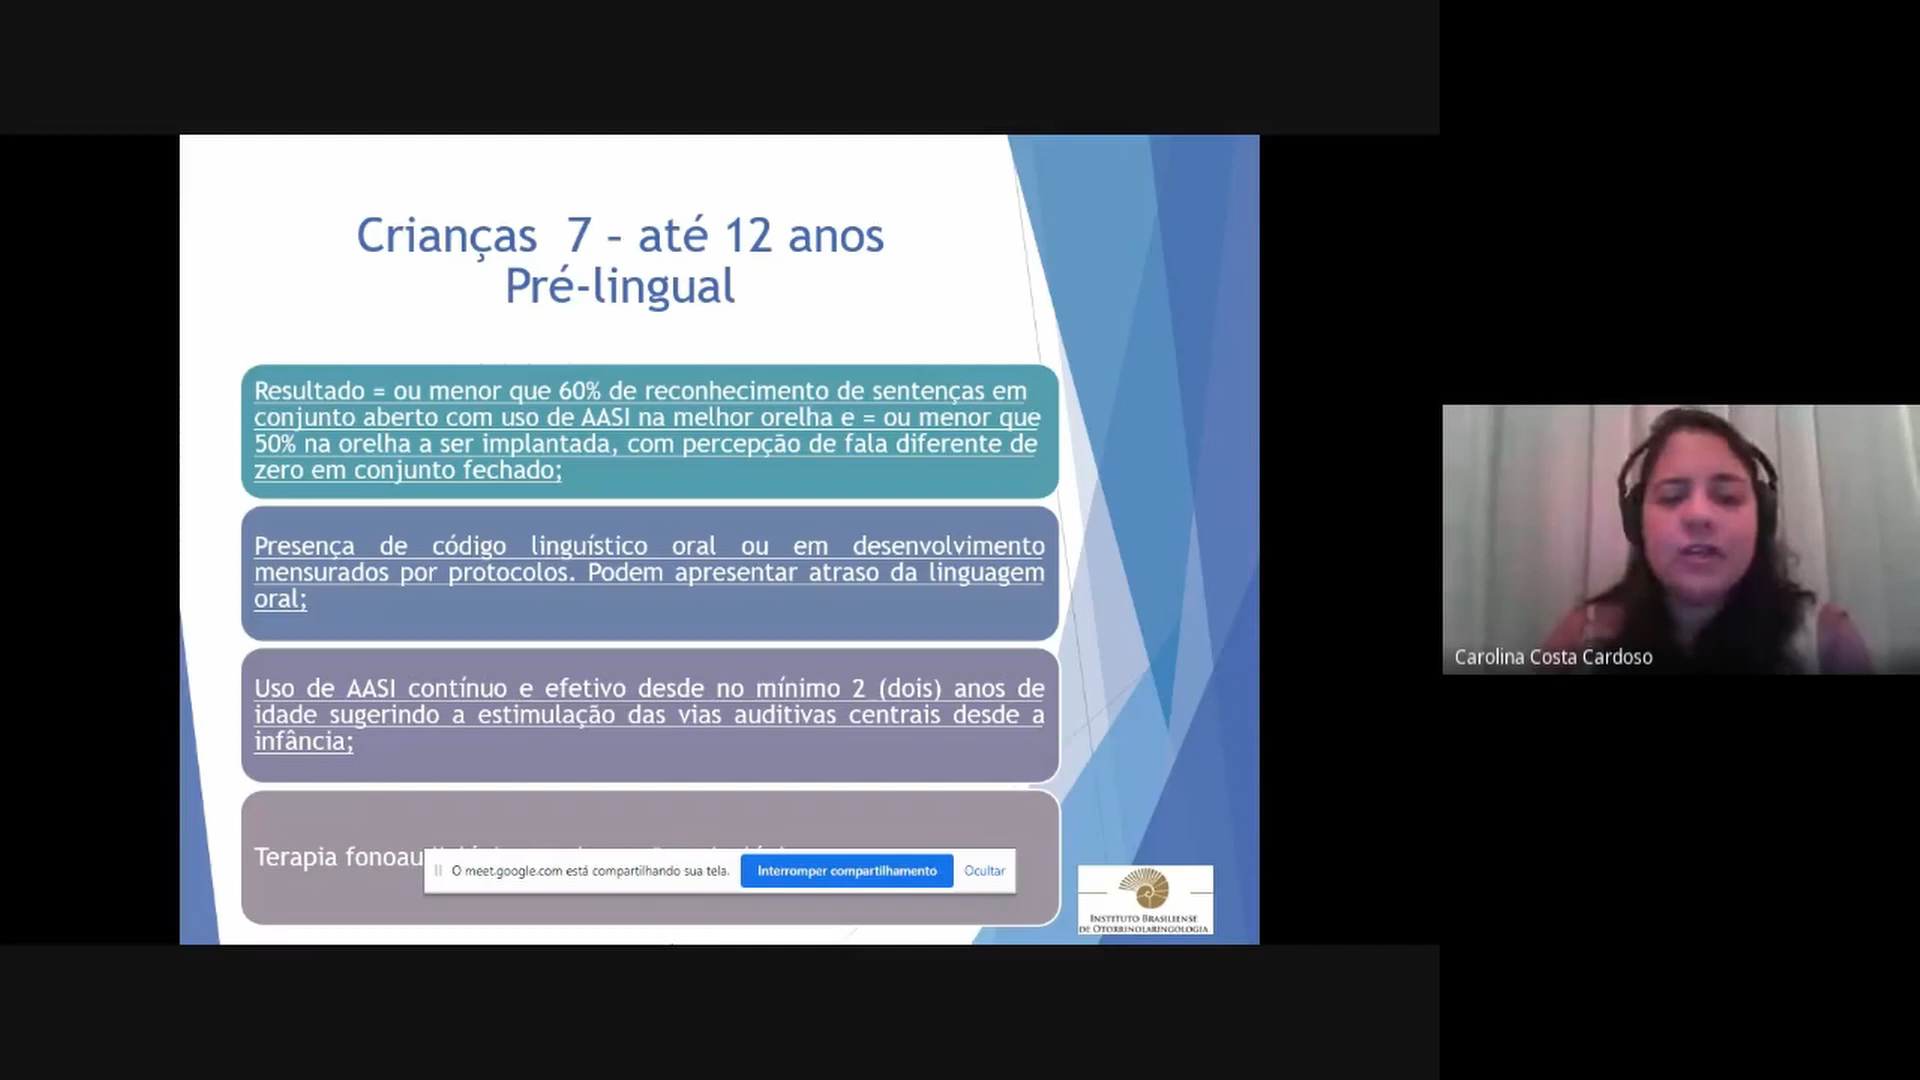 Crianças 7 – até 12 anos
Pré-lingual
Resultado = ou menor que 60% de reconhecimento de sentenças em
conjunto aberto com uso de AASI na melhor orelha e = ou menor que
50% na orelha a ser implantada, com percepção de fala diferente de
zero em conjunto fechado;
Presença de código linguístico oral ou em desenvolvimento
mensurados por protocolos. Podem apresentar atraso da linguagem
oral;
Uso de AASI contínuo e efetivo desde no mínimo 2 (dois) anos de
idade sugerindo a estimulação das vias auditivas centrais desde a
infância;
Terapia
O meet.google.com está compartilhando sua tela.
Interromper compartilhamento
Ocultar
INSTITUTO BRASILIENSE
DE OTORRINOLARINGOLOGIA
Carolina Costa Cardoso